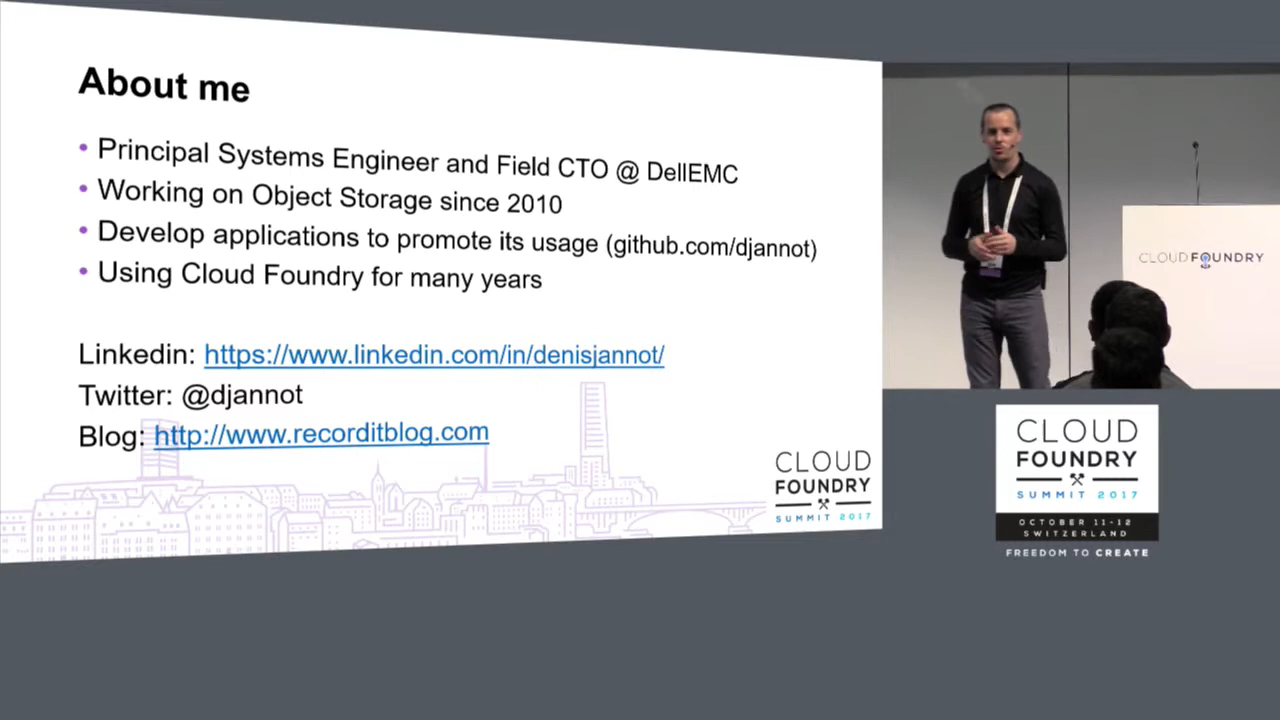 About me
• Principal Systems Engineer and Field CTO @ DellEMC
• Working on Object Storage since 2010
• Develop applications to promote its usage (github.com/djannot)
• Using Cloud Foundry for many years
Linkedin: https://www.linkedin.com/in/denisjannot/
Twitter: @djannot
Blog: http://www.recorditblog.com
CLOUD
FOUNDRY
SUMMIT 2017
CLOUD FOUNDRY
CLOUD
FOUNDRY
SUMMIT 2017
OCTOBER 11-12
SWITZERLAND
FREEDOM TO CREATE